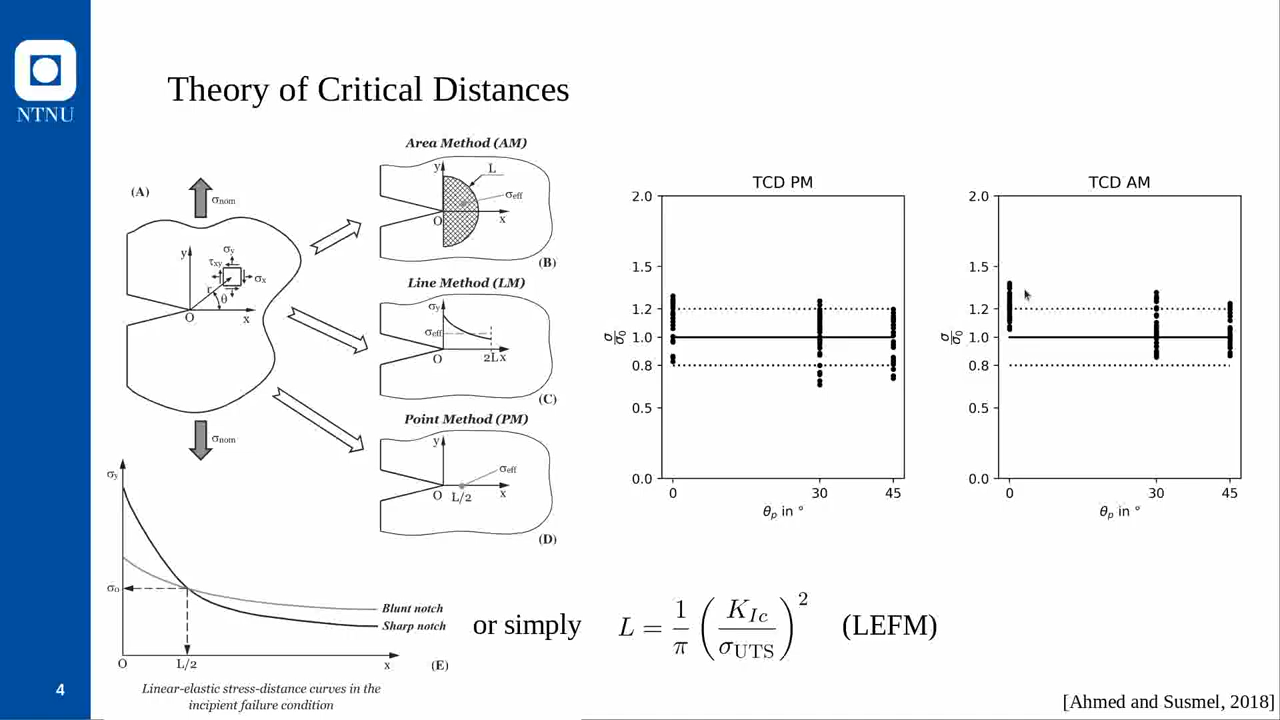 NTNU
Theory of Critical Distances
(A)
σnom
y
σy
τxy
σx
r
θ
O
x
σnom
Area Method (AM)
y
L
σeff
O
x
(B)
Line Method (LM)
σy
σeff
O
2L x
(C)
Point Method (PM)
y
σeff
O
L/2
x
(D)
σy
σ0
Blunt notch
Sharp notch
O
L/2
x
(E)
Linear-elastic stress-distance curves in the
incipient failure condition
TCD PM
2.0
1.5
1.2
1.0
0.8
0.5
0.0
σ/σ0
0 30 45
θp in °
TCD AM
2.0
1.5
1.2
1.0
0.8
0.5
0.0
σ/σ0
0 30 45
θp in °
or simply L = 1/π (KIc/σUTS)² (LEFM)
4
[Ahmed and Susmel, 2018]